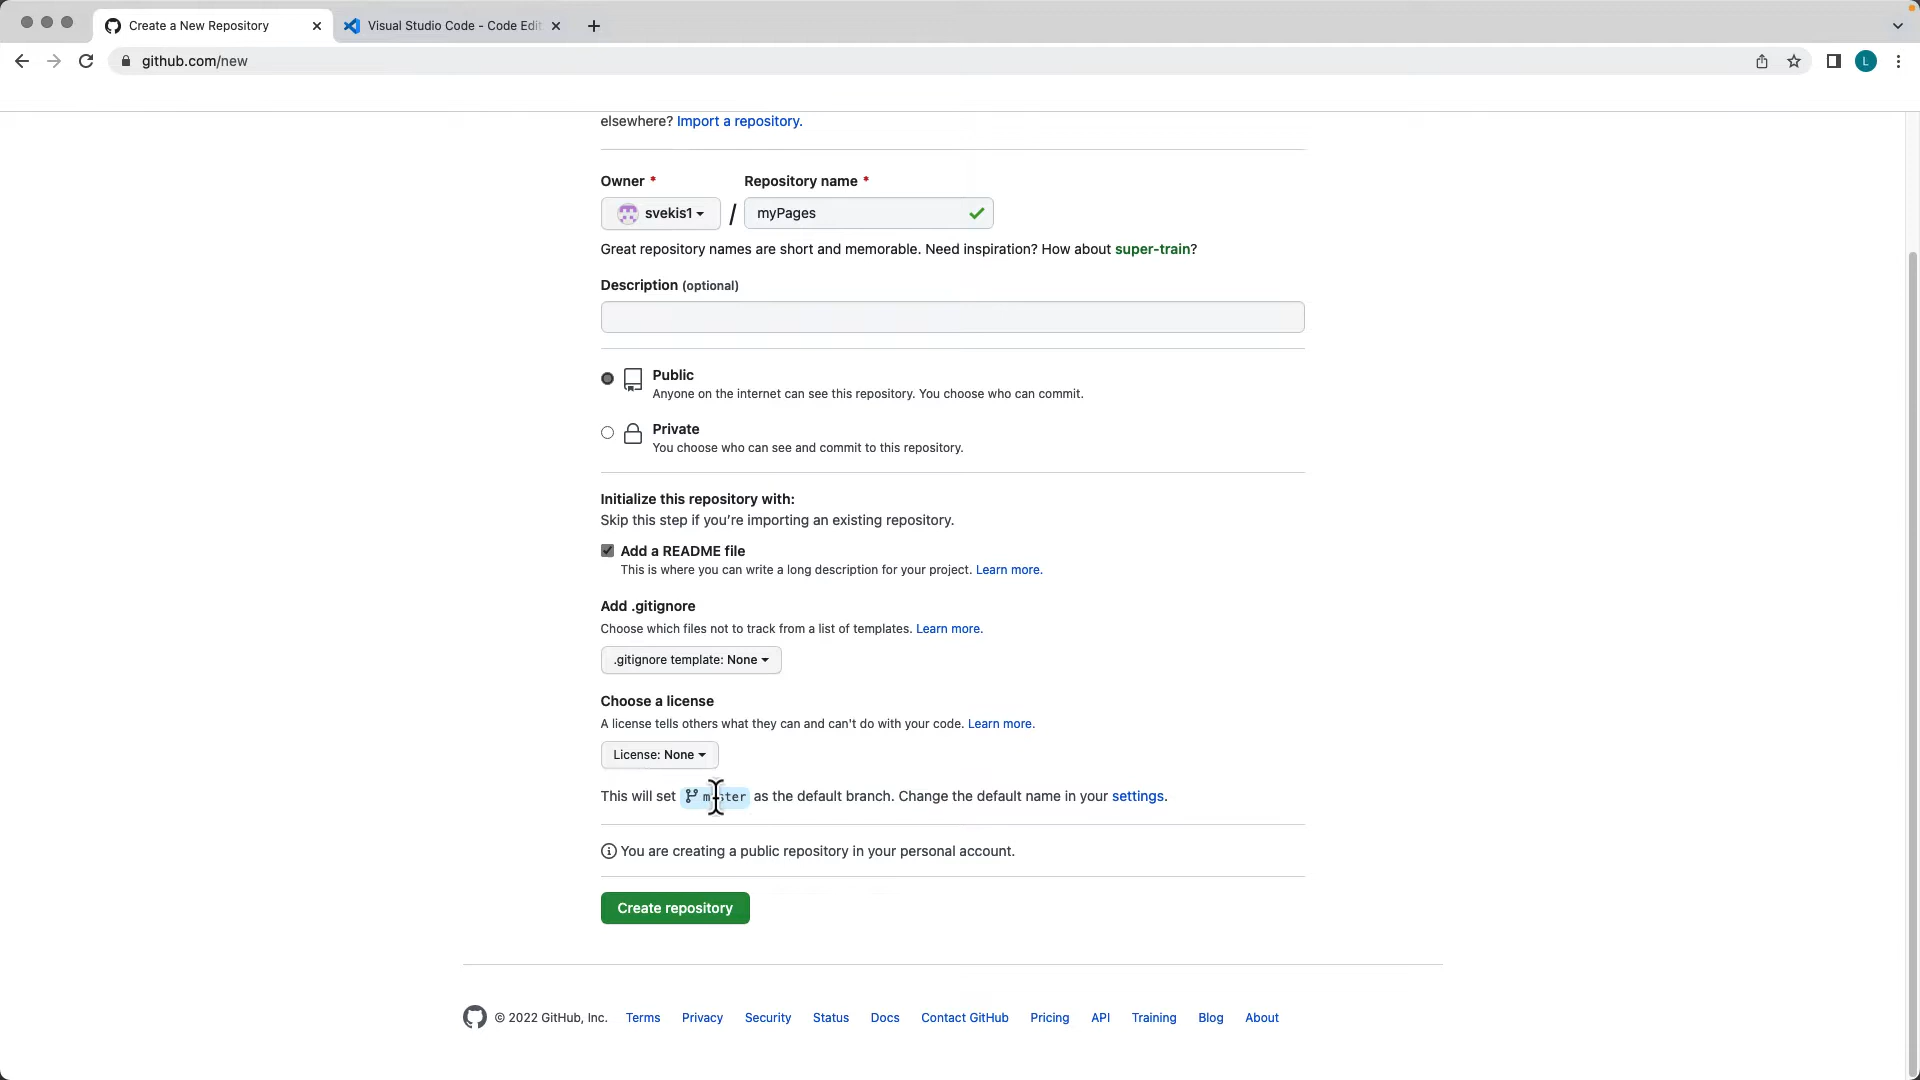 Create a New Repository
Visual Studio Code - Code Edit
github.com/new
L
elsewhere? Import a repository.
Owner * Repository name *
svekis1 / myPages
Great repository names are short and memorable. Need inspiration? How about super-train?
Description (optional)
Public
Anyone on the internet can see this repository. You choose who can commit.
Private
You choose who can see and commit to this repository.
Initialize this repository with:
Skip this step if you're importing an existing repository.
Add a README file
This is where you can write a long description for your project. Learn more.
Add .gitignore
Choose which files not to track from a list of templates. Learn more.
.gitignore template: None
Choose a license
A license tells others what they can and can't do with your code. Learn more.
License: None
This will set master as the default branch. Change the default name in your settings.
You are creating a public repository in your personal account.
Create repository
© 2022 GitHub, Inc. Terms Privacy Security Status Docs Contact GitHub Pricing API Training Blog About